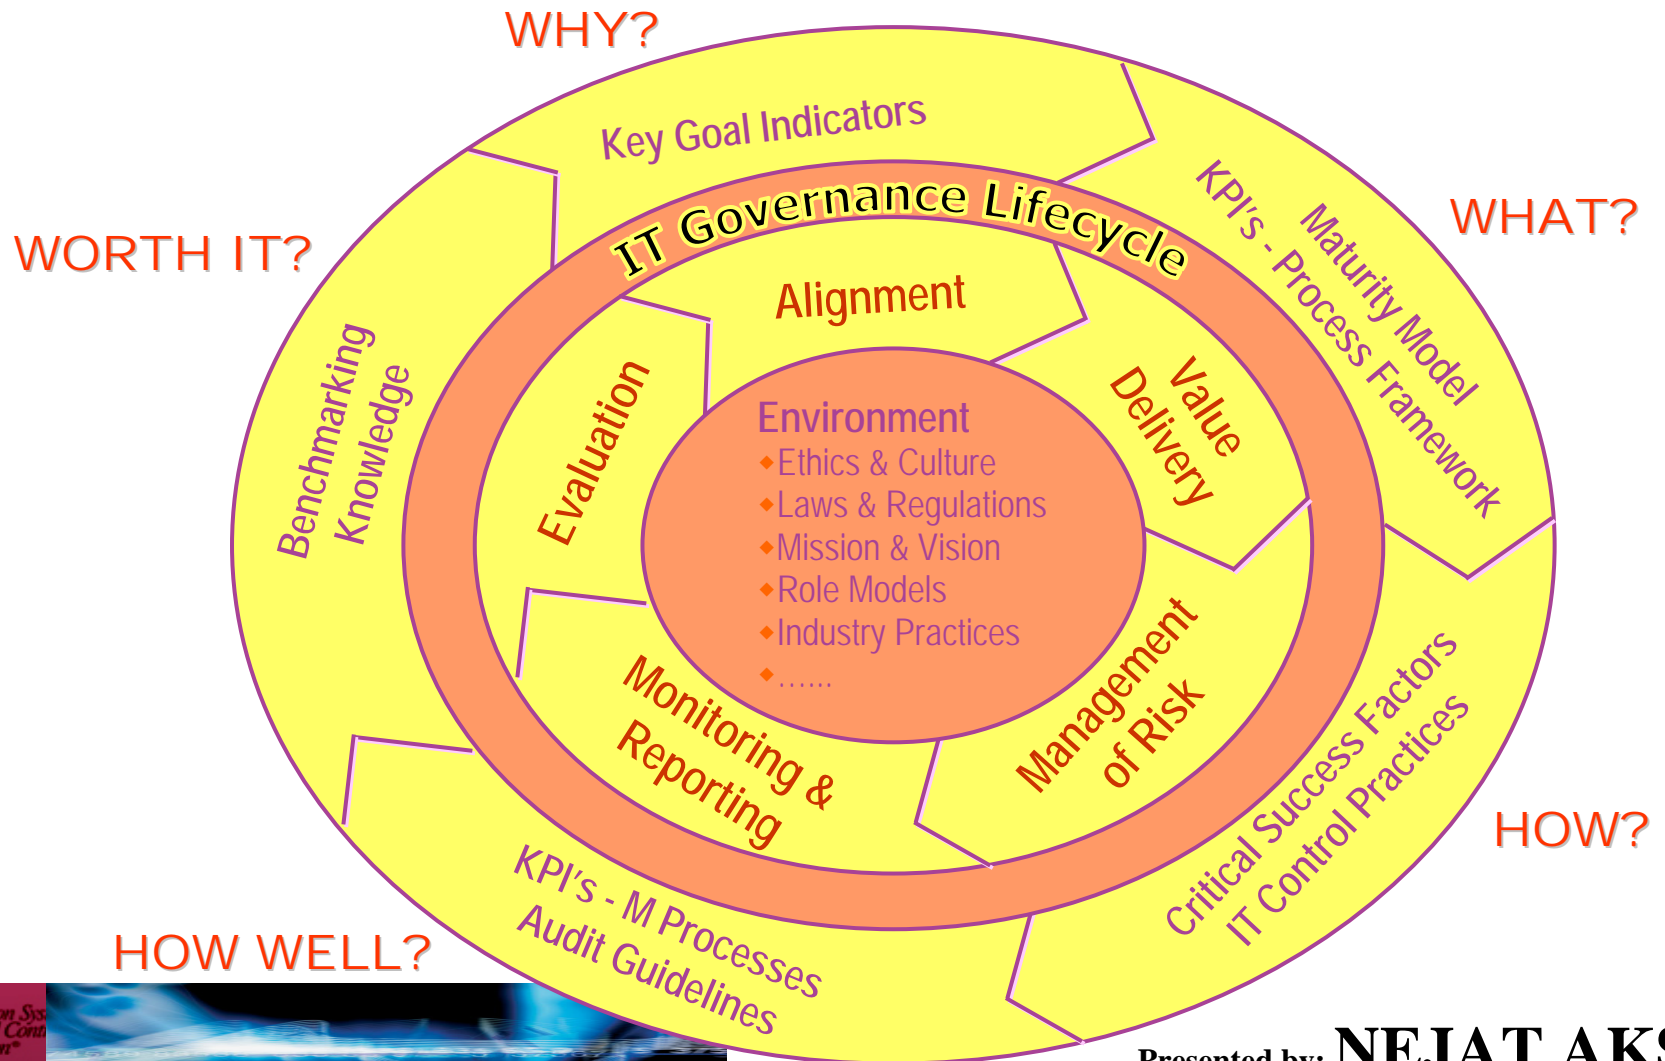 WHY?
Key Goal Indicators
IT Governance Lifecycle
WHAT?
Maturity Model
KPI's - Process Framework
WORTH IT?
Benchmarking
Knowledge
Alignment
Value
Delivery
Evaluation
Environment
Ethics & Culture
Laws & Regulations
Mission & Vision
Role Models
Industry Practices
......
Management
of Risk
Monitoring &
Reporting
Critical Success Factors
IT Control Practices
HOW?
KPI's - M Processes
Audit Guidelines
HOW WELL?
Presented by: NEJAT